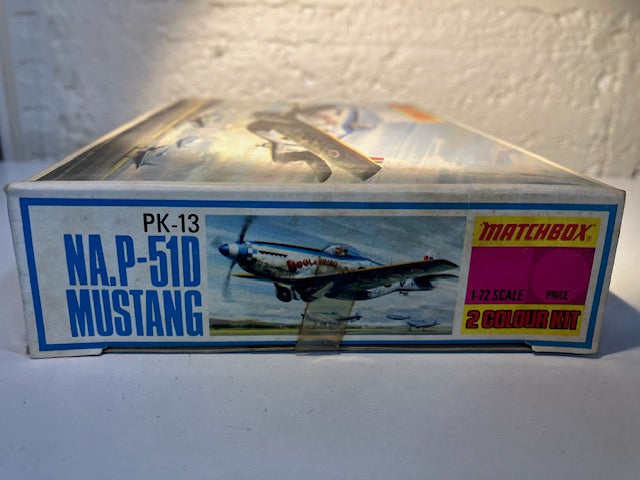 PK-13
NA.P-51D
MUSTANG
MATCHBOX
1-72 SCALE
PRICE
2 COLOUR KIT